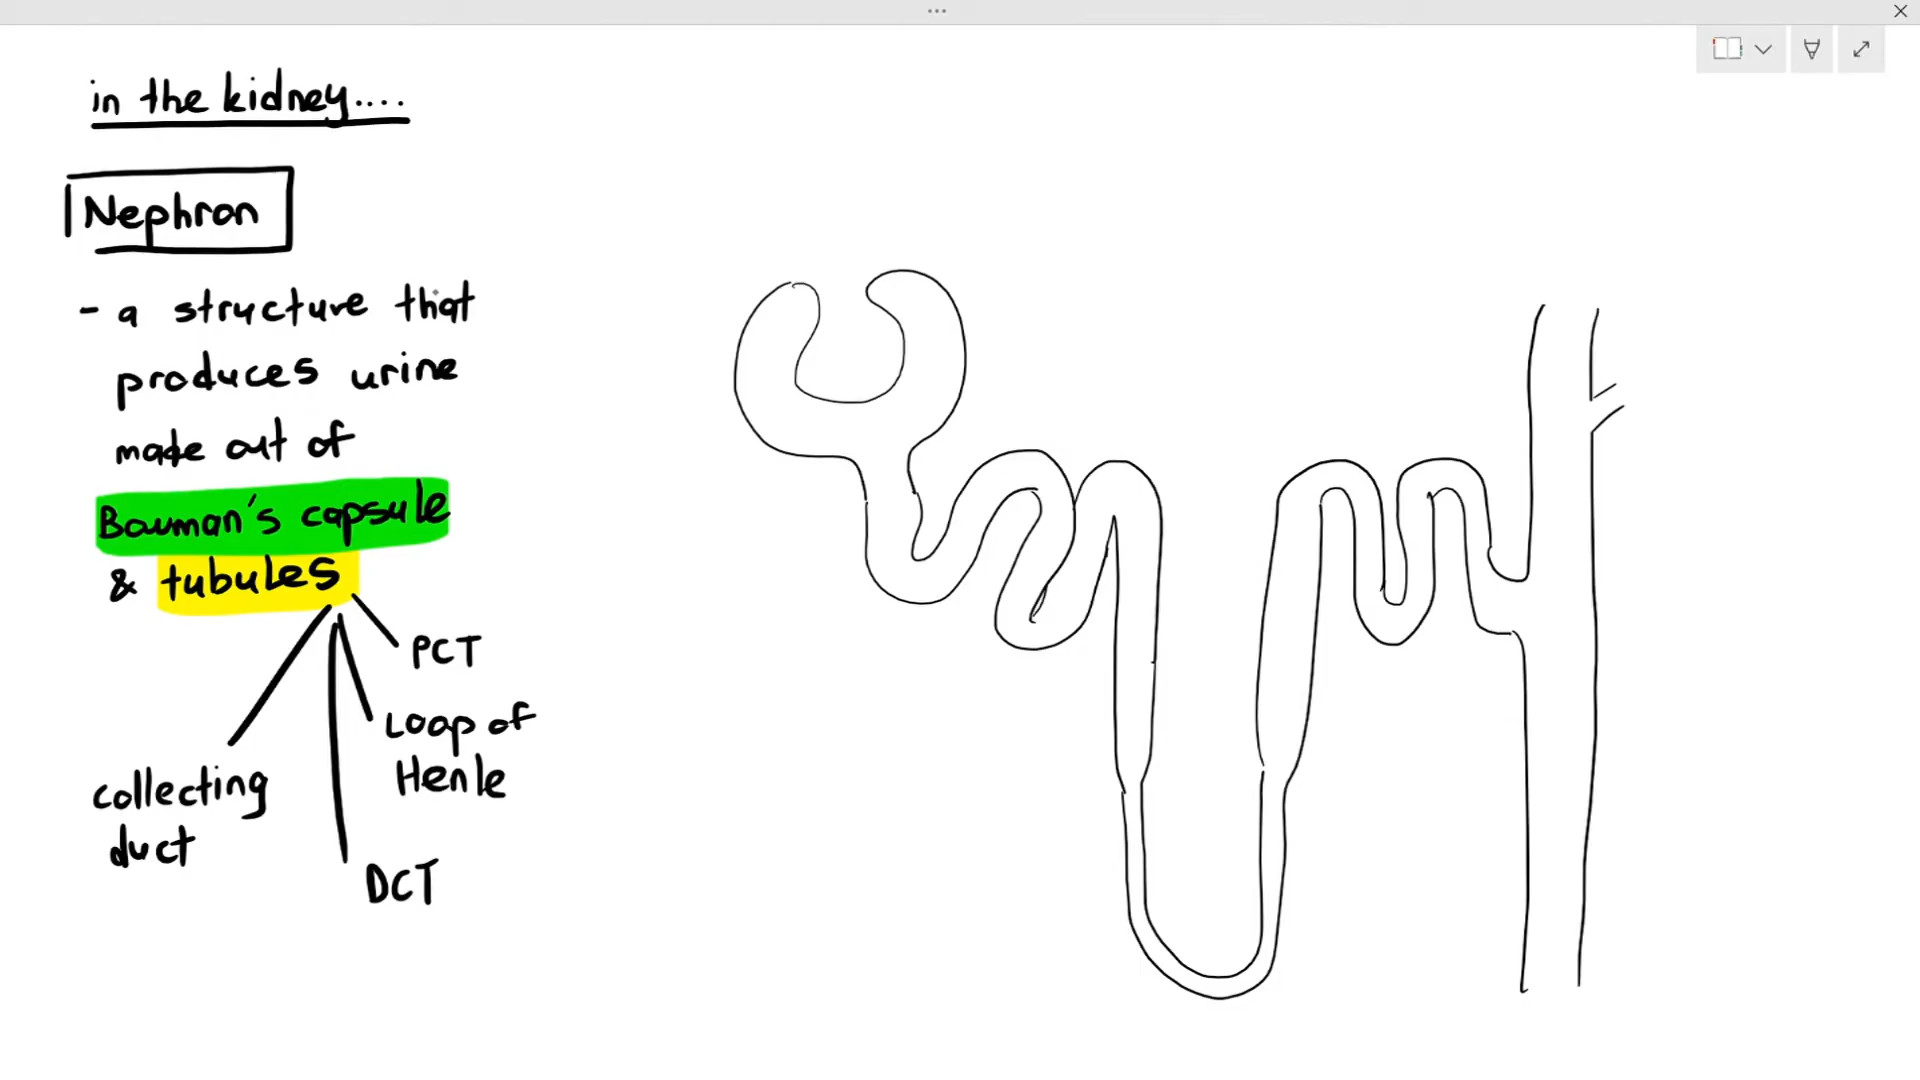 in the kidney....
Nephron
- a structure that
produces urine
made out of
Bowman's capsule
& tubules
PCT
Loop of
Henle
collecting
duct
DCT